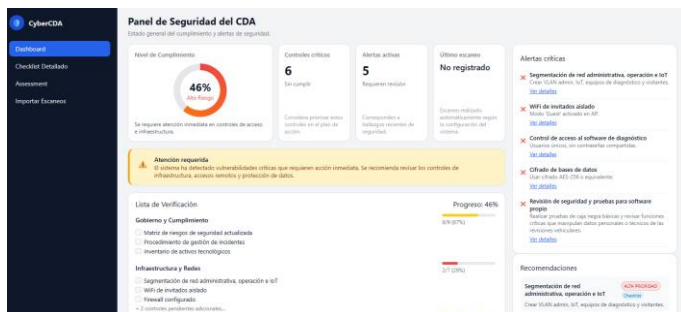 CyberCDA
Dashboard
Checklist Detallado
Assessment
Importar Escaneos
Panel de Seguridad del CDA
Estado general del cumplimiento y alertas de seguridad.
Nivel de Cumplimiento
46%
Alto Riesgo
Se requiere atención inmediata en controles de acceso
e infraestructura.
Controles críticos
6
Sin cumplir
Considera priorizar estos
controles en el plan de
acción.
Alertas activas
5
Requieren revisión
Corresponden a
hallazgos recientes de
seguridad.
Último escaneo
No registrado
Escaneo realizado
automáticamente según
la configuración del
sistema.
Atención requerida
El sistema ha detectado vulnerabilidades críticas que requieren acción inmediata. Se recomienda revisar los controles de
infraestructura, accesos remotos y protección de datos.
Lista de Verificación
Progreso: 46%
Gobierno y Cumplimiento
6/9 (67%)
Matriz de riesgos de seguridad actualizada
Procedimiento de gestión de incidentes
Inventario de activos tecnológicos
Infraestructura y Redes
2/7 (29%)
Segmentación de red administrativa, operación e IoT
WiFi de invitados aislado
Firewall configurado
+ 2 controles pendientes adicionales...
Alertas críticas
Segmentación de red administrativa, operación e IoT
Crear VLAN admin, IoT, equipos de diagnóstico y visitantes.
Ver detalles
WiFi de invitados aislado
Modo 'Guest' activado en AP.
Ver detalles
Control de acceso al software de diagnóstico
Usuarios únicos, sin contraseñas compartidas.
Ver detalles
Cifrado de bases de datos
Usar cifrado AES-256 o equivalente.
Ver detalles
Revisión de seguridad y pruebas para software
propio
Realizar pruebas de caja negra básicas y revisar funciones
críticas que manipulan datos personales o técnicos de las
revisiones vehiculares.
Ver detalles
Recomendaciones
Segmentación de red
administrativa, operación e IoT
ALTA PRIORIDAD
Checklist
Crear VLAN admin, IoT, equipos de diagnóstico y visitantes.